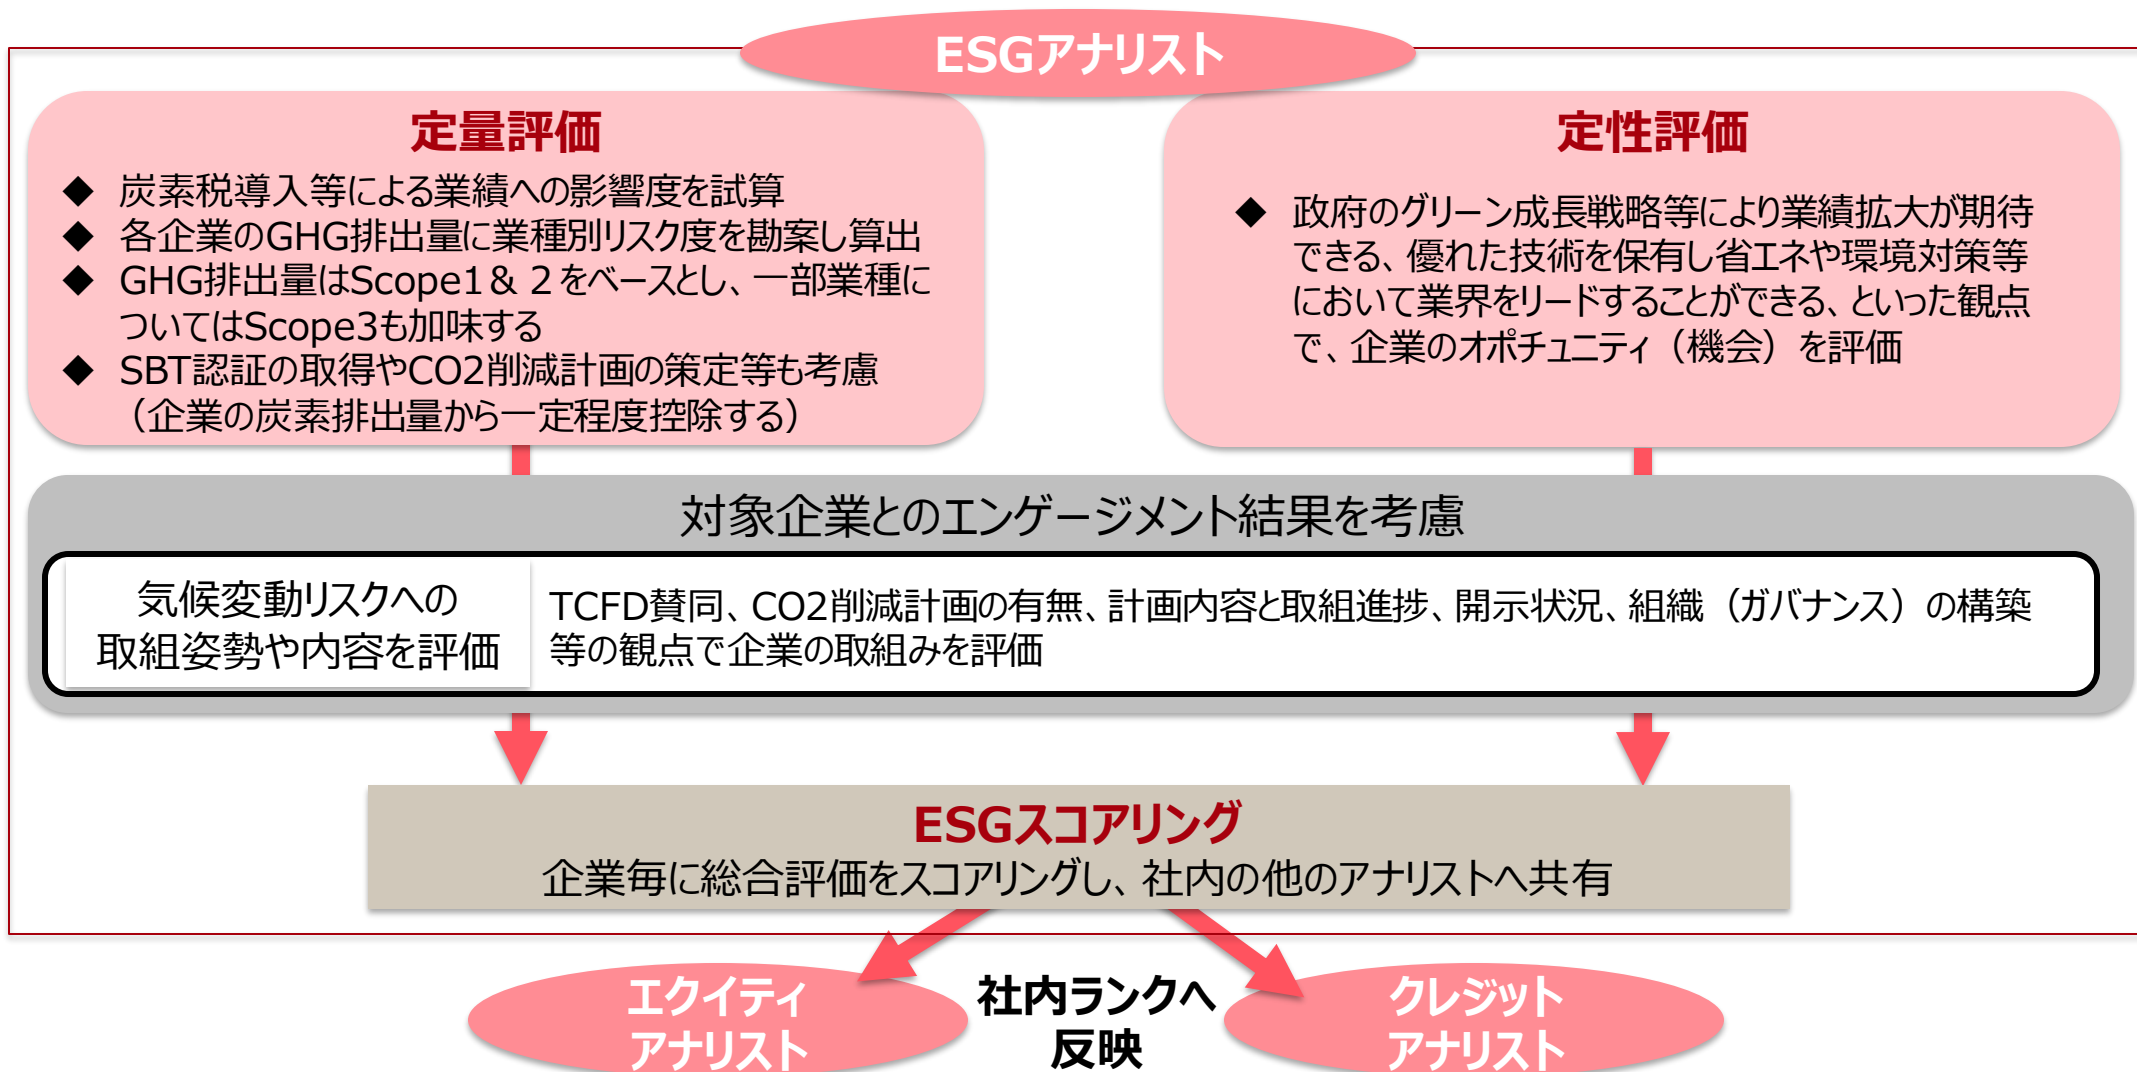 ESGアナリスト
定量評価
◆ 炭素税導入等による業績への影響度を試算
◆ 各企業のGHG排出量に業種別リスク度を勘案し算出
◆ GHG排出量はScope1&２をベースとし、一部業種に
ついてはScope3も加味する
◆ SBT認証の取得やCO2削減計画の策定等も考慮
（企業の炭素排出量から一定程度控除する）
定性評価
◆ 政府のグリーン成長戦略等により業績拡大が期待
できる、優れた技術を保有し省エネや環境対策等
において業界をリードすることができる、といった観点
で、企業のオポチュニティ（機会）を評価
対象企業とのエンゲージメント結果を考慮
気候変動リスクへの
取組姿勢や内容を評価
TCFD賛同、CO2削減計画の有無、計画内容と取組進捗、開示状況、組織（ガバナンス）の構築
等の観点で企業の取組みを評価
ESGスコアリング
企業毎に総合評価をスコアリングし、社内の他のアナリストへ共有
エクイティ
アナリスト
社内ランクへ
反映
クレジット
アナリスト